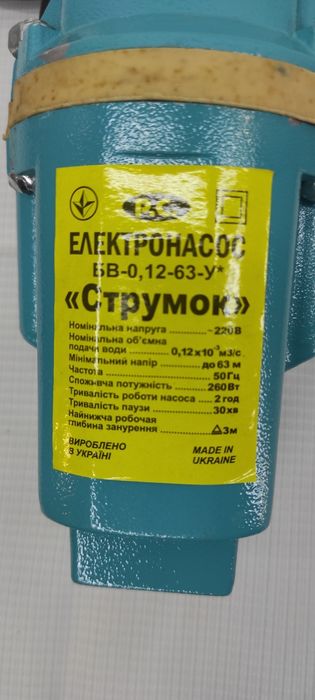 ЕЛЕКТРОНАСОС
БВ-0,12-63-У*
«Струмок»
Номінальна напруга ........... ~220В
Номінальна об'ємна
подача води ......... 0,12х10⁻³м3/с
Мінімальний напір ......... до 63 м
Частота ......... 50Гц
Споживча потужність ......... 260Вт
Тривалість роботи насоса ... 2 год
Тривалість паузи ......... 30хв
Найнижча робоча
глибина занурення ......... △3м
ВИРОБЛЕНО
В УКРАЇНІ
MADE IN
UKRAINE